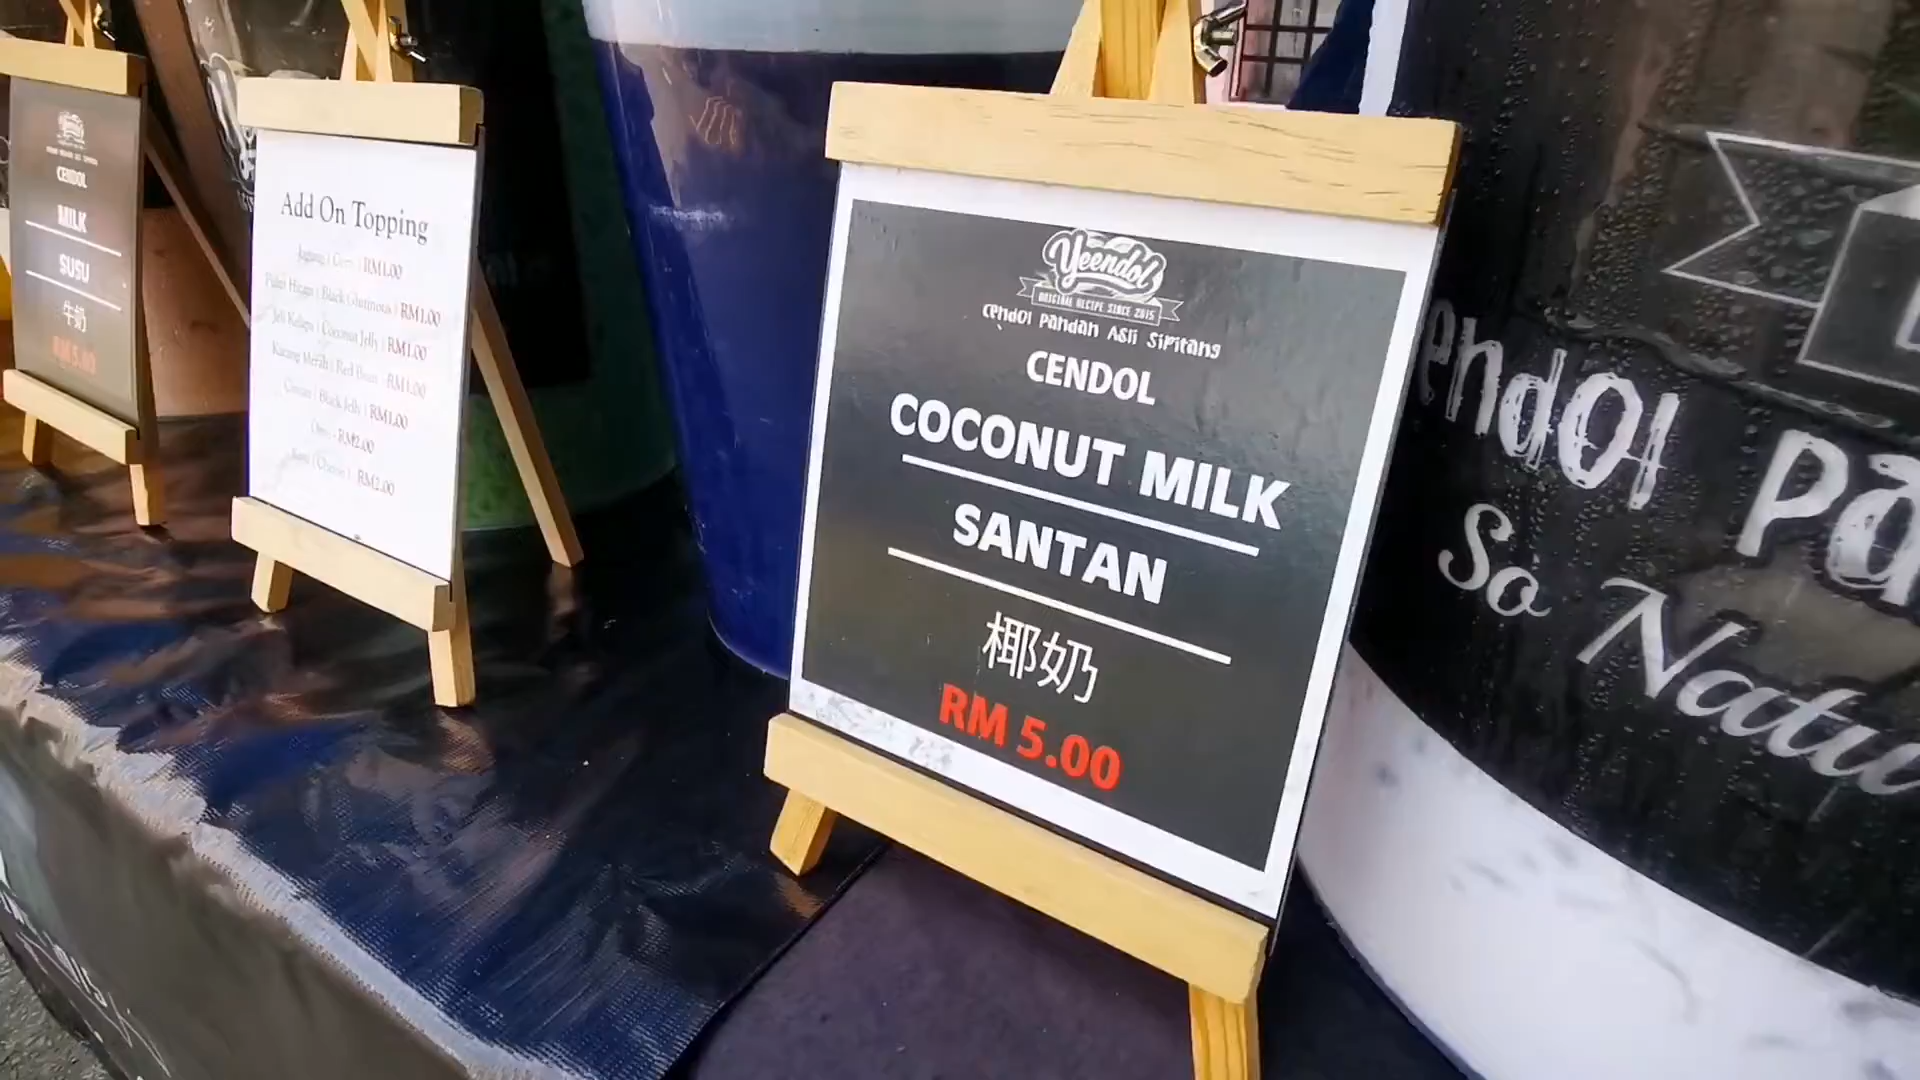 CENDOL
MILK
SUSU
牛奶
RM 5.00
Add On Topping
Jagung ( Corn ) RM1.00
Pulut Hitam ( Black Glutinous ) RM1.00
Jeli Kelapa ( Coconut Jelly ) RM1.00
Kacang Merah ( Red Bean ) RM1.00
Cincau ( Black Jelly ) RM1.00
Oreo - RM2.00
Keju ( Cheese ) - RM2.00
Yeendol
ORIGINAL RECIPE SINCE 2015
Cendol Pandan Asli Sipitang
CENDOL
COCONUT MILK
SANTAN
椰奶
RM 5.00
endol Pa
So Natu